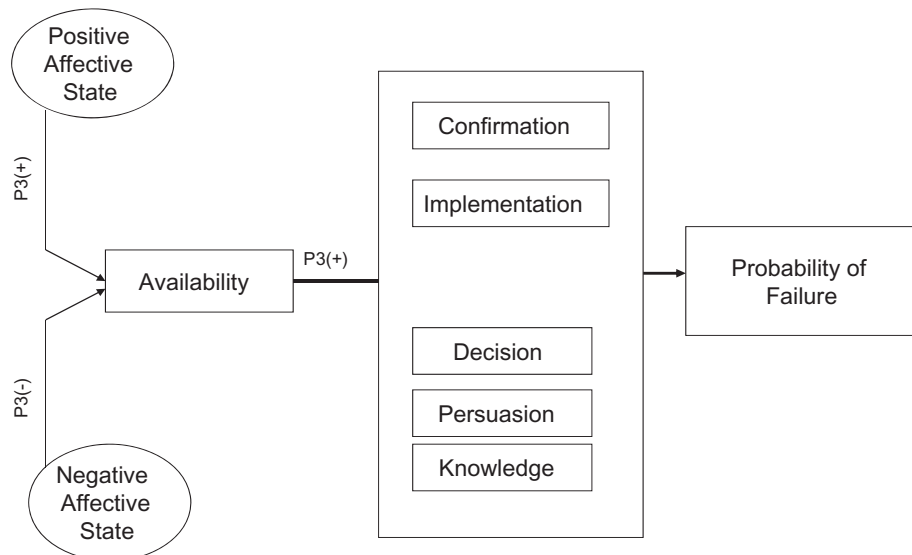 Positive
Affective
State
P3(+)
Availability
P3(+)
P3(-)
Negative
Affective
State
Confirmation
Implementation
Decision
Persuasion
Knowledge
Probability of
Failure